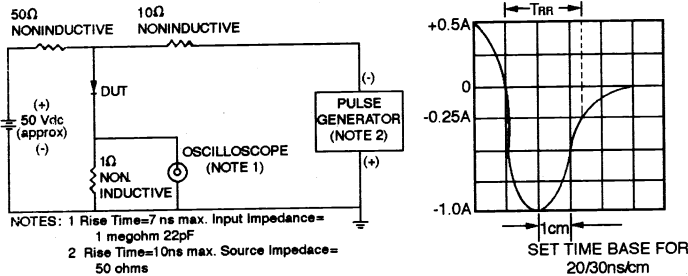 50Ω
NONINDUCTIVE
10Ω
NONINDUCTIVE
DUT
(+)
50 Vdc
(approx)
(-)
1Ω
NON.
INDUCTIVE
OSCILLOSCOPE
(NOTE 1)
(-)
PULSE
GENERATOR
(NOTE 2)
(+)
NOTES: 1 Rise Time=7 ns max. Input Impedance=
1 megohm 22pF
2 Rise Time=10ns max. Source Impedace=
50 ohms
TRR
+0.5A
0
-0.25A
-1.0A
1cm
SET TIME BASE FOR
20/30ns/cm